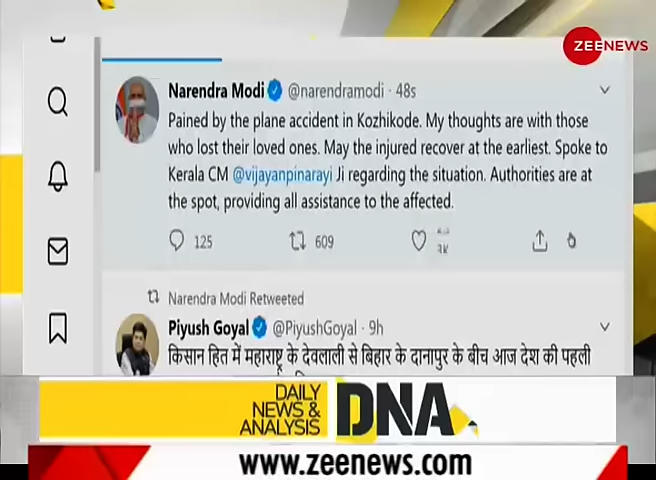 ZEENEWS
Narendra Modi @narendramodi · 48s
Pained by the plane accident in Kozhikode. My thoughts are with those
who lost their loved ones. May the injured recover at the earliest. Spoke to
Kerala CM @vijayanpinarayi Ji regarding the situation. Authorities are at
the spot, providing all assistance to the affected.
125 609
Narendra Modi Retweeted
Piyush Goyal @PiyushGoyal · 9h
किसान हित में महाराष्ट्र के देवलाली से बिहार के दानापुर के बीच आज देश की पहली
DAILY
NEWS &
ANALYSIS
DNA
www.zeenews.com